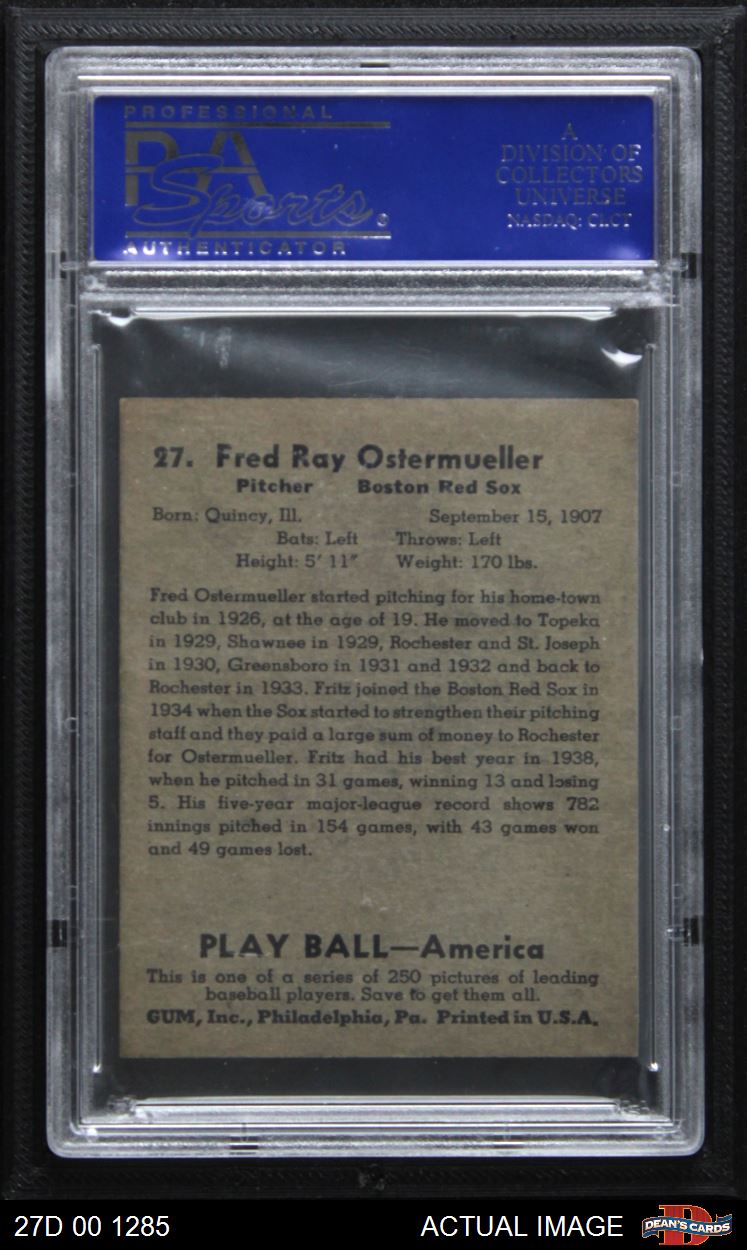 PROFESSIONAL
PSA
Sports ®
AUTHENTICATOR
A
DIVISION OF
COLLECTORS
UNIVERSE
NASDAQ: CLCT
27. Fred Ray Ostermueller
Pitcher Boston Red Sox
Born: Quincy, Ill. September 15, 1907
Bats: Left Throws: Left
Height: 5' 11" Weight: 170 lbs.
Fred Ostermueller started pitching for his home-town
club in 1926, at the age of 19. He moved to Topeka
in 1929, Shawnee in 1929, Rochester and St. Joseph
in 1930, Greensboro in 1931 and 1932 and back to
Rochester in 1933. Fritz joined the Boston Red Sox in
1934 when the Sox started to strengthen their pitching
staff and they paid a large sum of money to Rochester
for Ostermueller. Fritz had his best year in 1938,
when he pitched in 31 games, winning 13 and losing
5. His five-year major-league record shows 782
innings pitched in 154 games, with 43 games won
and 49 games lost.
PLAY BALL—America
This is one of a series of 250 pictures of leading
baseball players. Save to get them all.
GUM, Inc., Philadelphia, Pa. Printed in U.S.A.
27D 00 1285 ACTUAL IMAGE DEAN'S CARDS